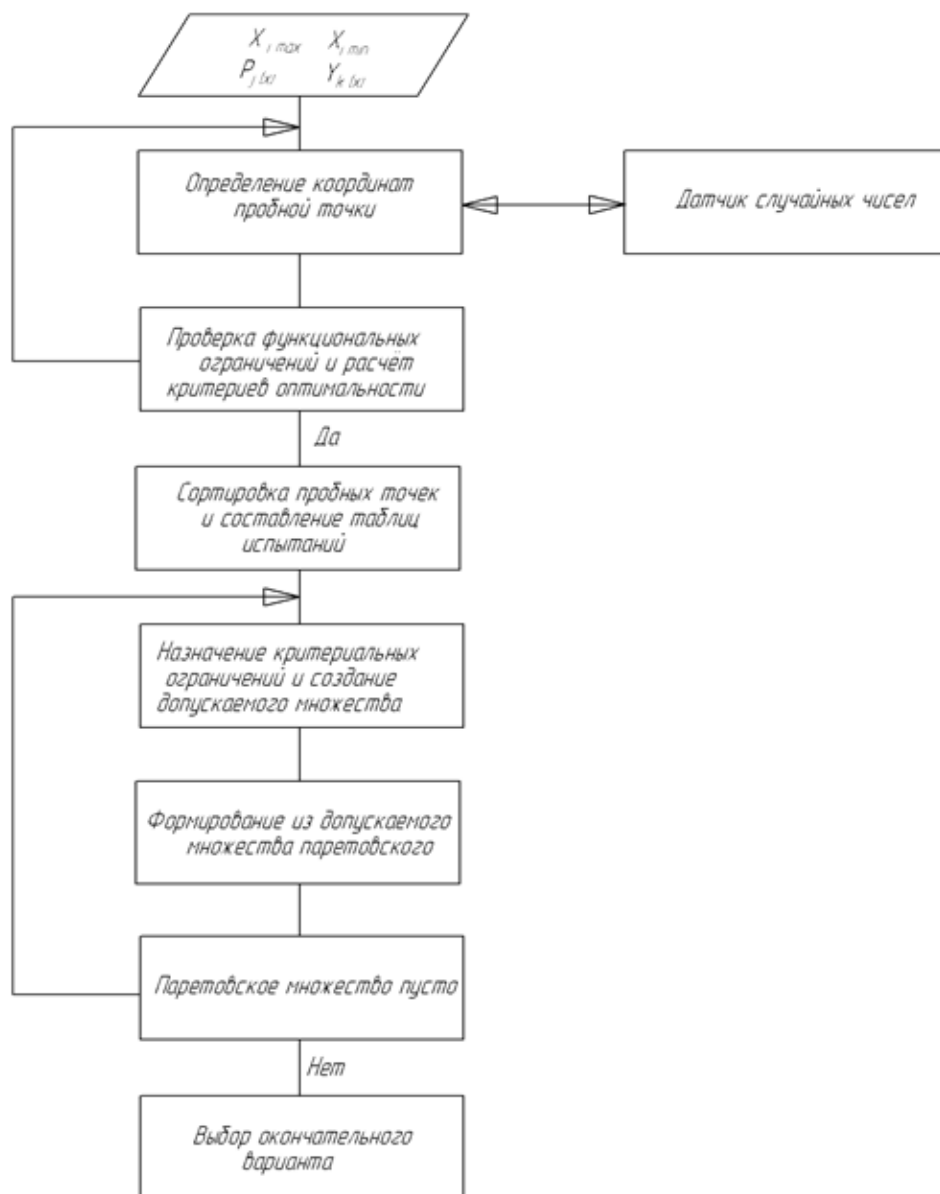 X i max X i min
P j (x) Y k (x)
Определение координат
пробной точки
Датчик случайных чисел
Проверка функциональных
ограничений и расчёт
критериев оптимальности
Да
Сортировка пробных точек
и составление таблиц
испытаний
Назначение критериальных
ограничений и создание
допускаемого множества
Формирование из допускаемого
множества паретовского
Паретовское множество пусто
Нет
Выбор окончательного
варианта